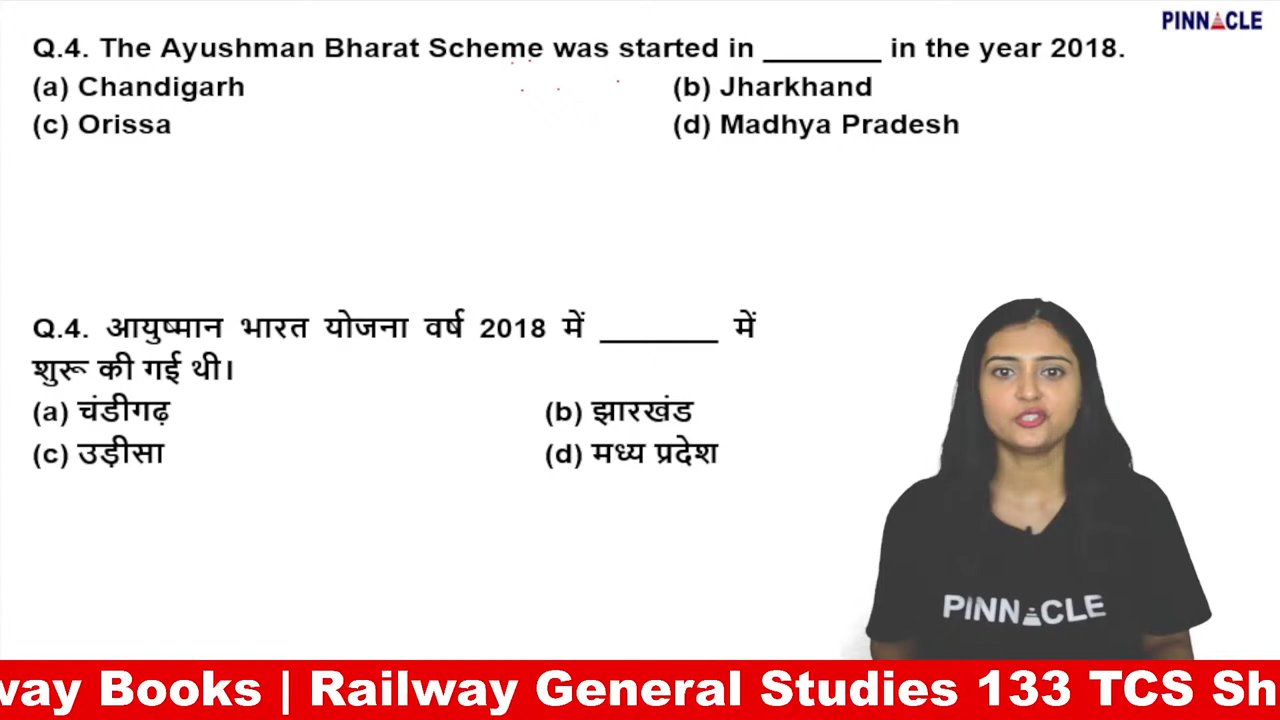 PINNACLE
Q.4. The Ayushman Bharat Scheme was started in ________ in the year 2018.
(a) Chandigarh (b) Jharkhand
(c) Orissa (d) Madhya Pradesh
Q.4. आयुष्मान भारत योजना वर्ष 2018 में ________ में
शुरू की गई थी।
(a) चंडीगढ़ (b) झारखंड
(c) उड़ीसा (d) मध्य प्रदेश
PINNACLE
way Books | Railway General Studies 133 TCS Sh